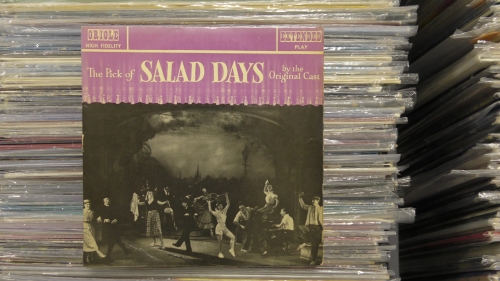 ORIOLE
HIGH FIDELITY
EXTENDED
PLAY
The Pick of SALAD DAYS by the
Original Cast